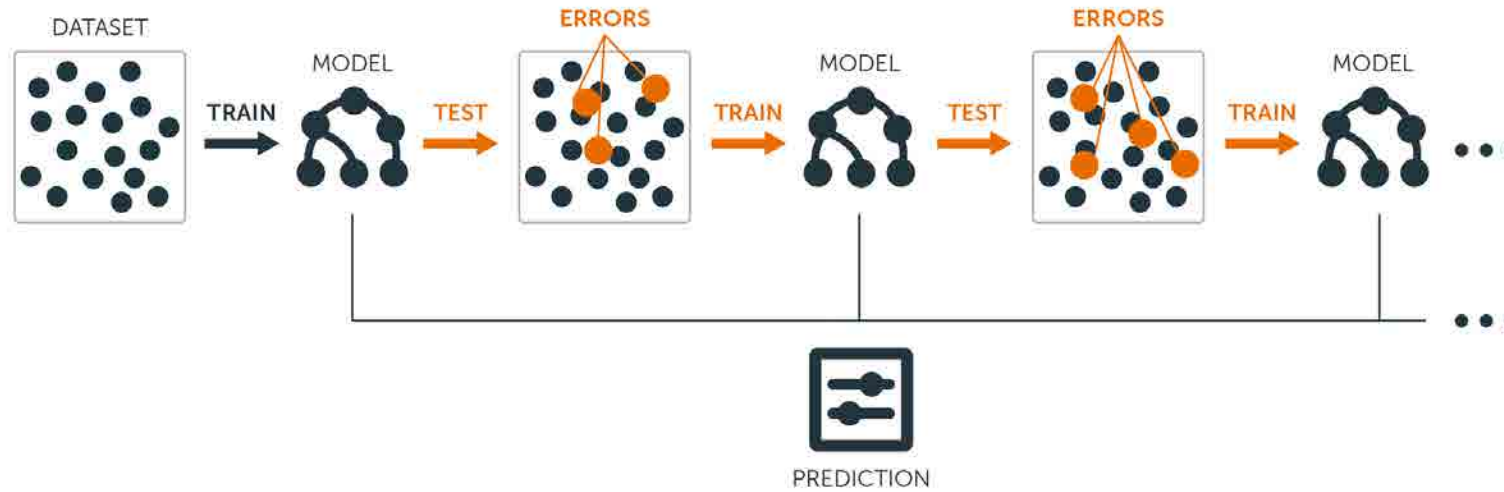 DATASET
TRAIN
MODEL
TEST
ERRORS
TRAIN
MODEL
TEST
ERRORS
TRAIN
MODEL
PREDICTION